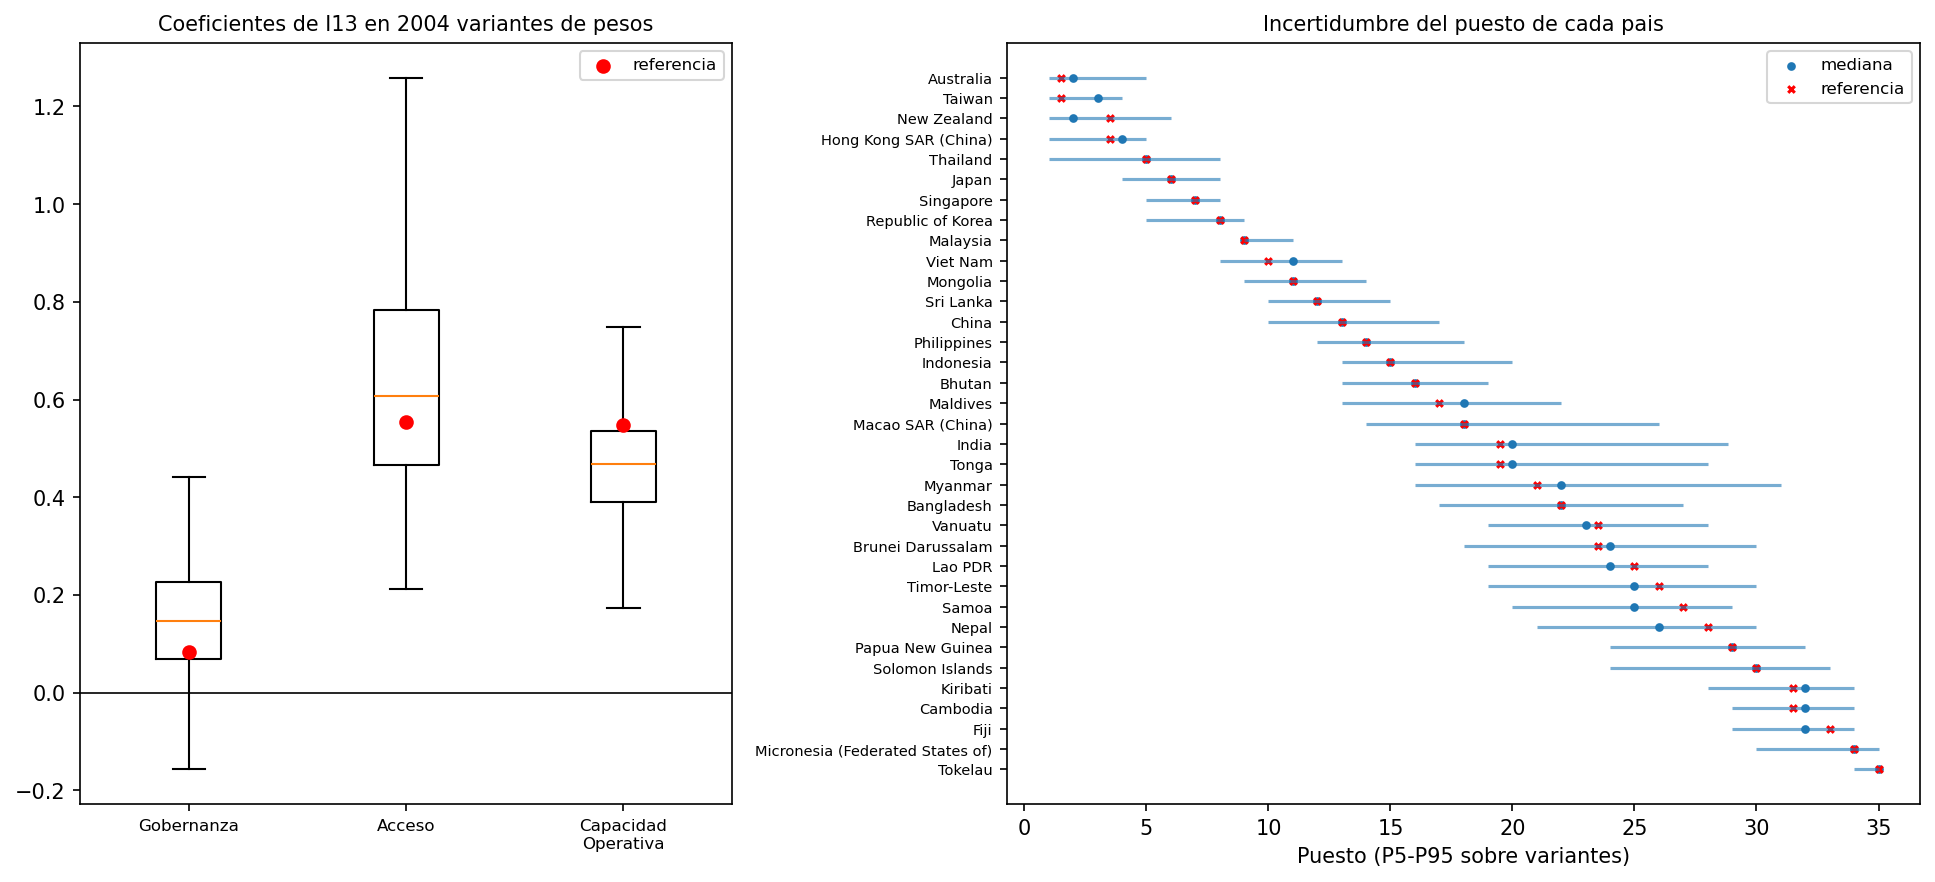 Coeficientes de I13 en 2004 variantes de pesos
referencia
1.2
1.0
0.8
0.6
0.4
0.2
0.0
−0.2
Gobernanza
Acceso
Capacidad
Operativa
Incertidumbre del puesto de cada pais
mediana
referencia
Australia
Taiwan
New Zealand
Hong Kong SAR (China)
Thailand
Japan
Singapore
Republic of Korea
Malaysia
Viet Nam
Mongolia
Sri Lanka
China
Philippines
Indonesia
Bhutan
Maldives
Macao SAR (China)
India
Tonga
Myanmar
Bangladesh
Vanuatu
Brunei Darussalam
Lao PDR
Timor-Leste
Samoa
Nepal
Papua New Guinea
Solomon Islands
Kiribati
Cambodia
Fiji
Micronesia (Federated States of)
Tokelau
0 5 10 15 20 25 30 35
Puesto (P5-P95 sobre variantes)